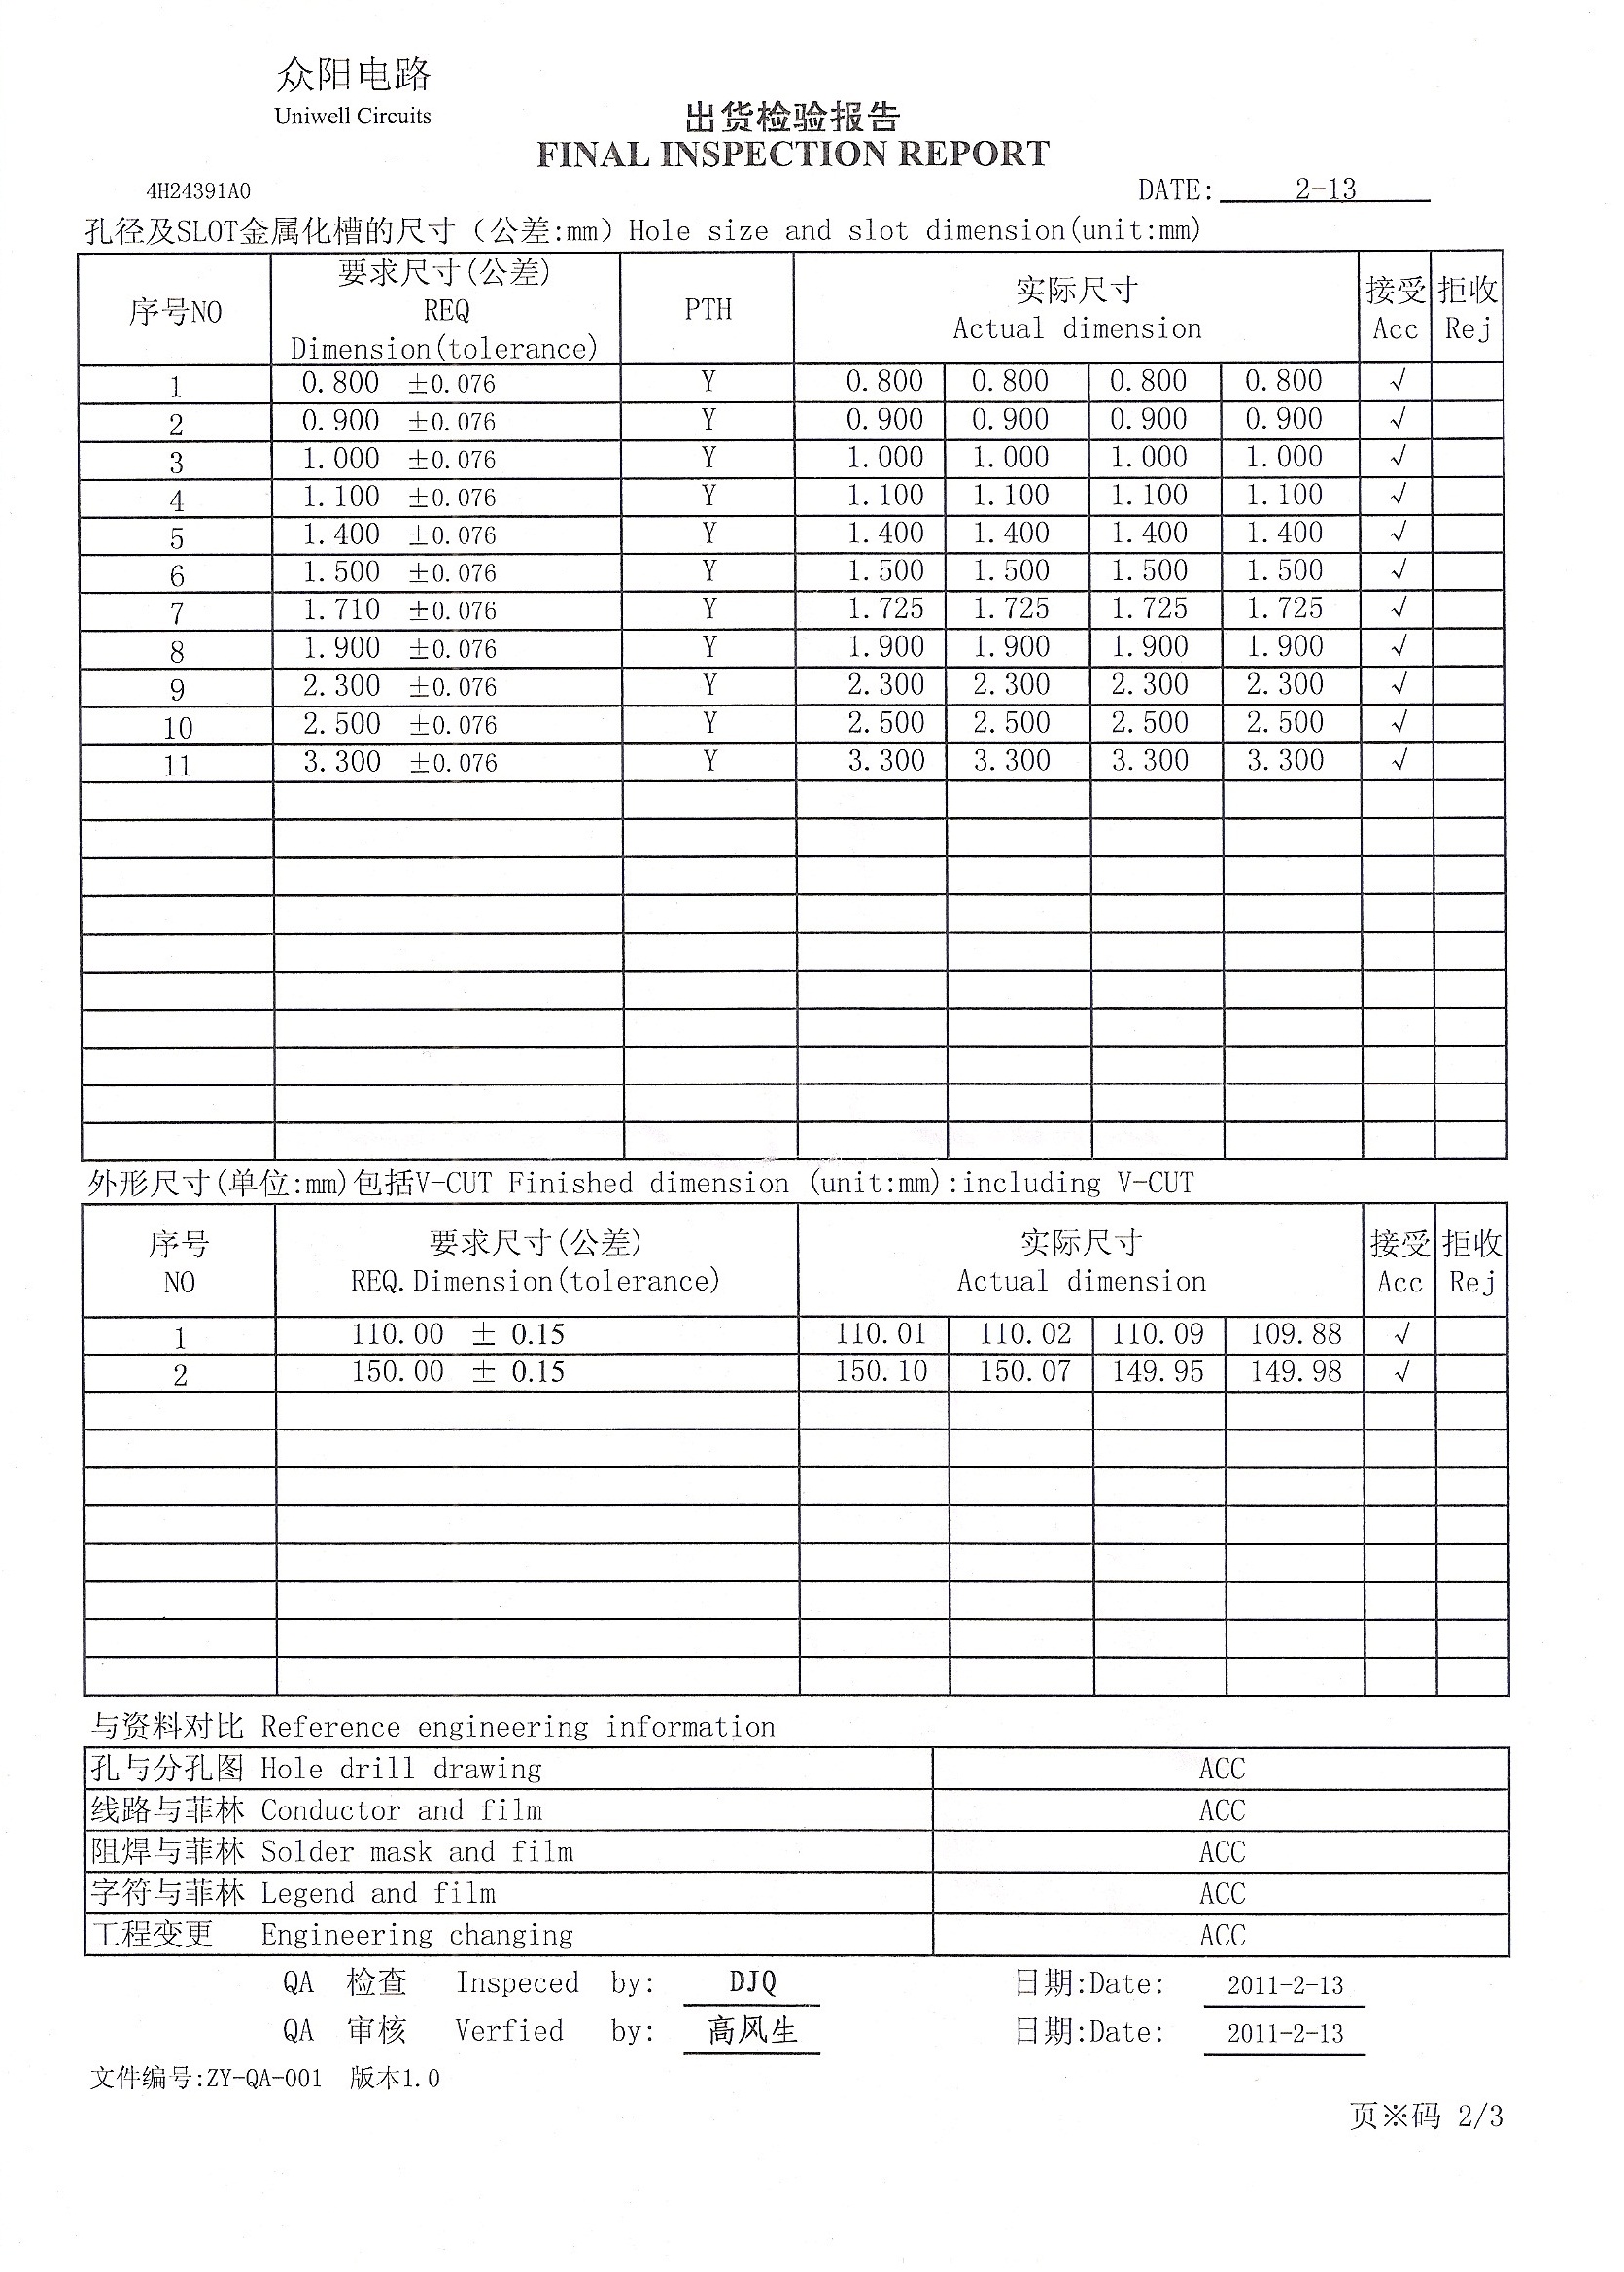 众阳电路
Uniwell Circuits
出货检验报告
FINAL INSPECTION REPORT
4H24391A0 DATE: 2-13
孔径及SLOT金属化槽的尺寸（公差:mm）Hole size and slot dimension(unit:mm)
序号NO 要求尺寸(公差) REQ Dimension(tolerance) PTH 实际尺寸 Actual dimension 接受 Acc 拒收 Rej
1 0.800 ±0.076 Y 0.800 0.800 0.800 0.800 √
2 0.900 ±0.076 Y 0.900 0.900 0.900 0.900 √
3 1.000 ±0.076 Y 1.000 1.000 1.000 1.000 √
4 1.100 ±0.076 Y 1.100 1.100 1.100 1.100 √
5 1.400 ±0.076 Y 1.400 1.400 1.400 1.400 √
6 1.500 ±0.076 Y 1.500 1.500 1.500 1.500 √
7 1.710 ±0.076 Y 1.725 1.725 1.725 1.725 √
8 1.900 ±0.076 Y 1.900 1.900 1.900 1.900 √
9 2.300 ±0.076 Y 2.300 2.300 2.300 2.300 √
10 2.500 ±0.076 Y 2.500 2.500 2.500 2.500 √
11 3.300 ±0.076 Y 3.300 3.300 3.300 3.300 √
外形尺寸(单位:mm)包括V-CUT Finished dimension (unit:mm):including V-CUT
序号 NO 要求尺寸(公差) REQ.Dimension(tolerance) 实际尺寸 Actual dimension 接受 Acc 拒收 Rej
1 110.00 ± 0.15 110.01 110.02 110.09 109.88 √
2 150.00 ± 0.15 150.10 150.07 149.95 149.98 √
与资料对比 Reference engineering information
孔与分孔图 Hole drill drawing ACC
线路与菲林 Conductor and film ACC
阻焊与菲林 Solder mask and film ACC
字符与菲林 Legend and film ACC
工程变更 Engineering changing ACC
QA 检查 Inspeced by: DJQ 日期:Date: 2011-2-13
QA 审核 Verfied by: 高风生 日期:Date: 2011-2-13
文件编号:ZY-QA-001 版本1.0
页※码 2/3